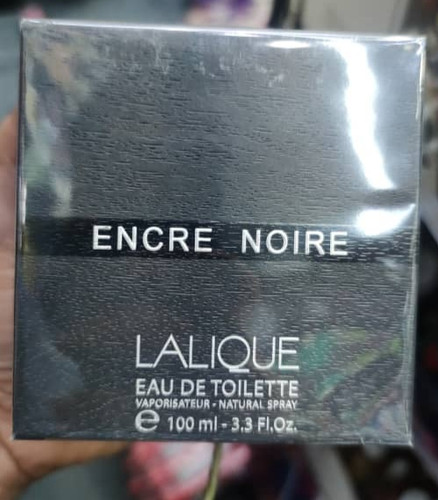 ENCRE NOIRE
LALIQUE
EAU DE TOILETTE
VAPORISATEUR - NATURAL SPRAY
e 100 ml - 3.3 Fl.Oz.